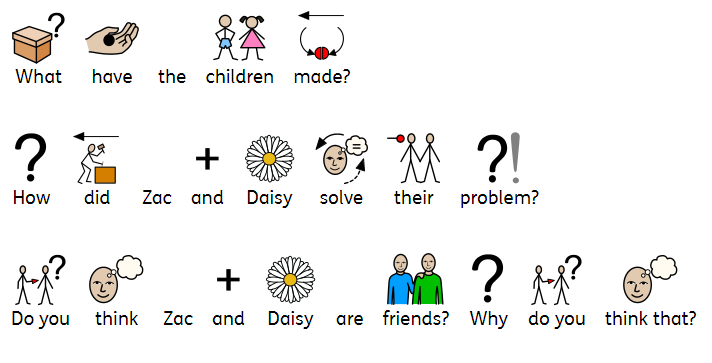 What have the children made?
How did Zac and Daisy solve their problem?
Do you think Zac and Daisy are friends? Why do you think that?